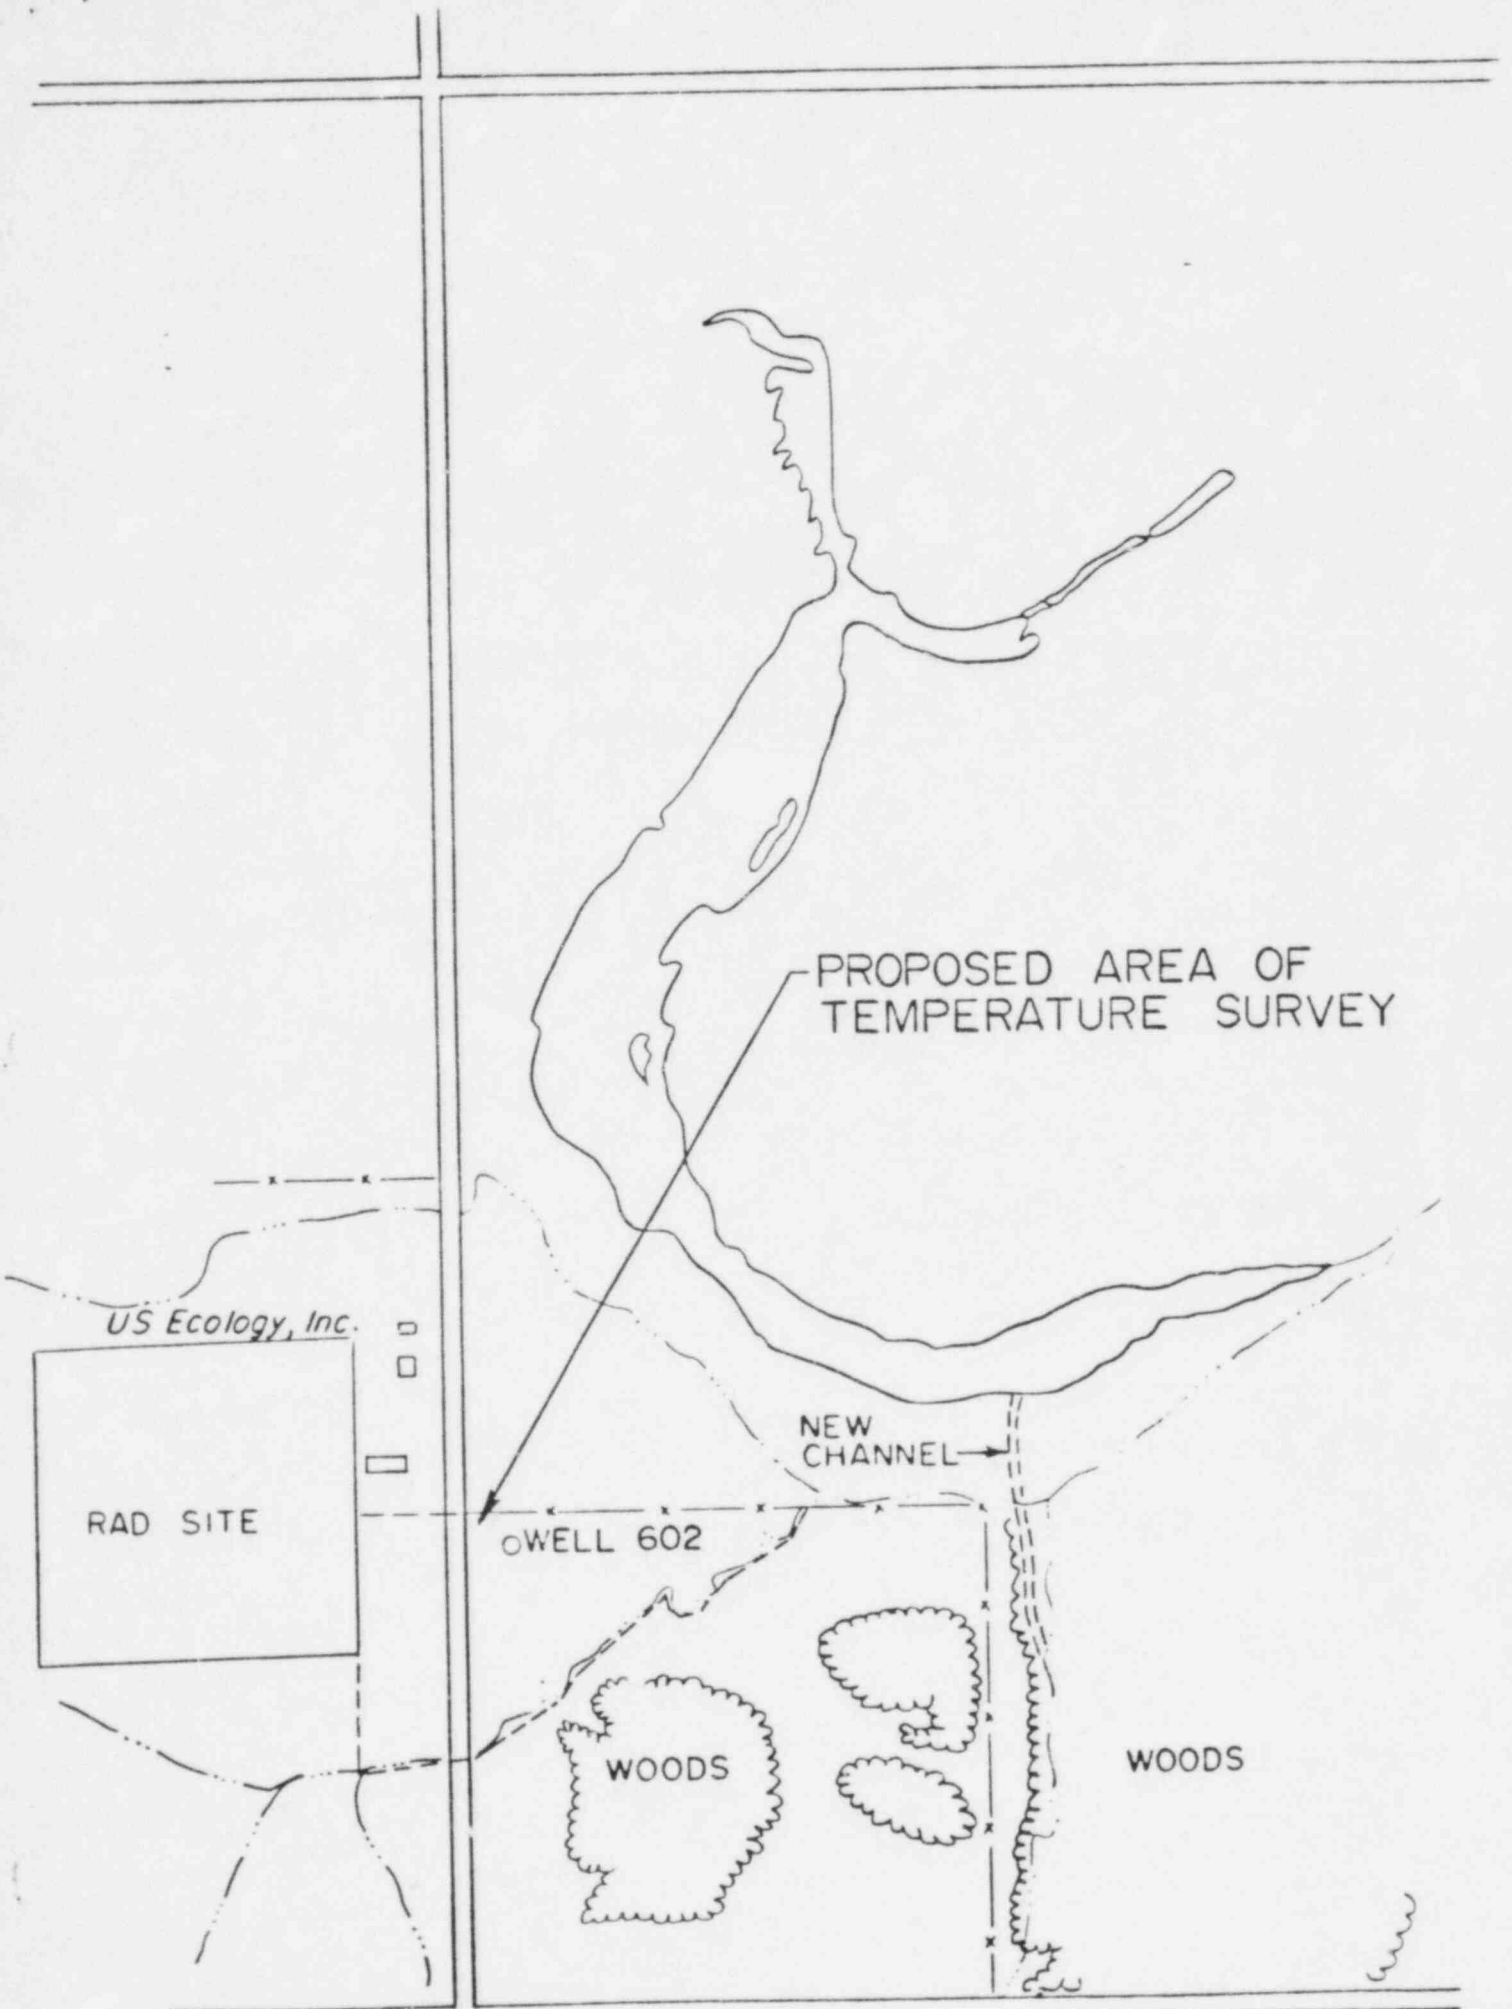 PROPOSED AREA OF
TEMPERATURE SURVEY
US Ecology, Inc.
NEW
CHANNEL
RAD SITE
WELL 602
WOODS
WOODS